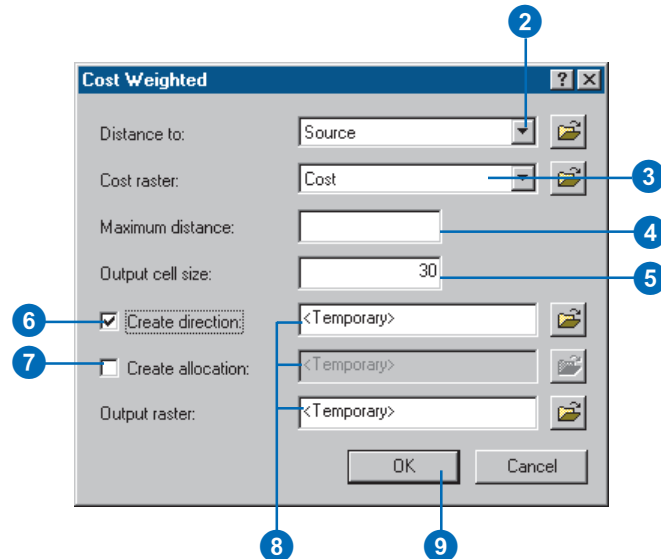 2
Cost Weighted ? ×
Distance to: Source
Cost raster: Cost 3
Maximum distance: 4
Output cell size: 30 5
6 Create direction: <Temporary>
7 Create allocation: <Temporary>
Output raster: <Temporary>
OK Cancel
8 9